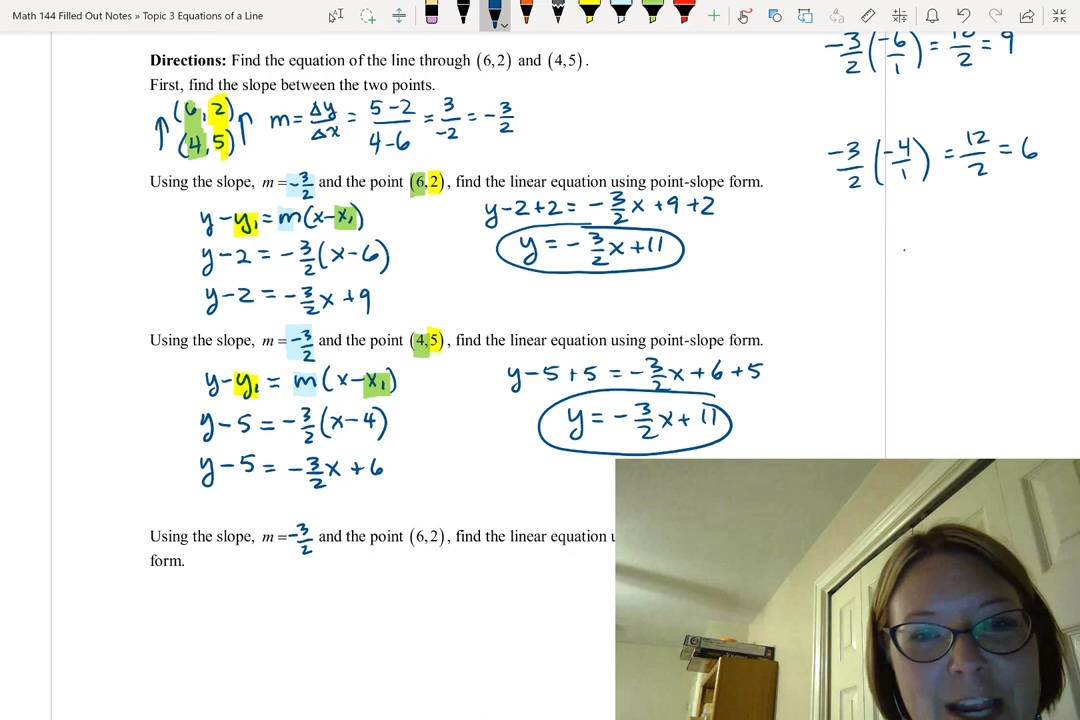 Math 144 Filled Out Notes » Topic 3 Equations of a Line
Directions: Find the equation of the line through (6,2) and (4,5).
First, find the slope between the two points.
↑(6,2)↑ m = Δy/Δx = 5-2/4-6 = 3/-2 = -3/2
(4,5)
Using the slope, m = -3/2 and the point (6,2), find the linear equation using point-slope form.
y-y₁ = m(x-x₁)
y-2 = -3/2(x-6)
y-2 = -3/2x+9
y-2+2 = -3/2x+9+2
y = -3/2x+11
Using the slope, m = -3/2 and the point (4,5), find the linear equation using point-slope form.
y-y₁ = m(x-x₁)
y-5 = -3/2(x-4)
y-5 = -3/2x+6
y-5+5 = -3/2x+6+5
y = -3/2x+11
Using the slope, m = -3/2 and the point (6,2), find the linear equation
form.
-3/2(-6/1) = /2 = 9
-3/2(-4/1) = 12/2 = 6